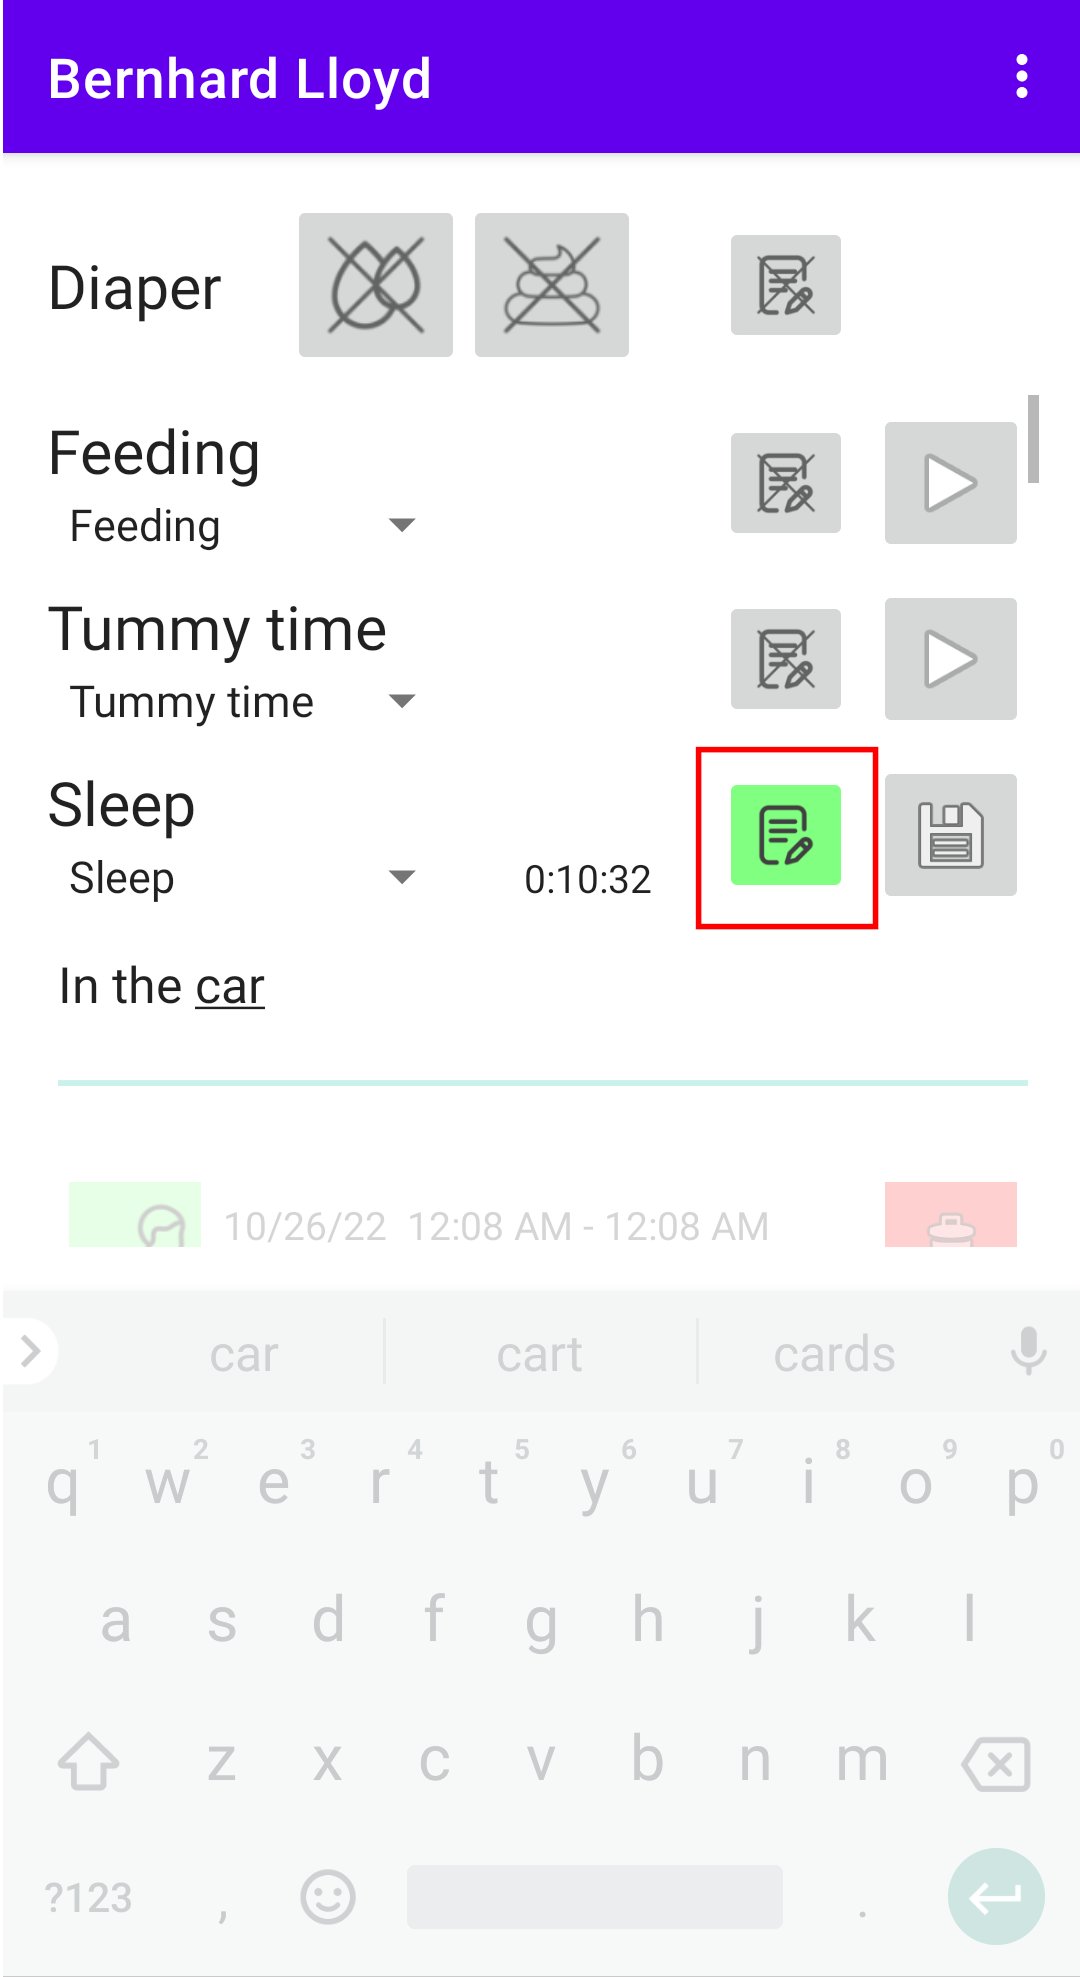 Bernhard Lloyd
Diaper
Feeding
Feeding
Tummy time
Tummy time
Sleep
Sleep 0:10:32
In the car
10/26/22 12:08 AM - 12:08 AM
car cart cards
1 2 3 4 5 6 7 8 9 0
q w e r t y u i o p
a s d f g h j k l
z x c v b n m
?123 , .